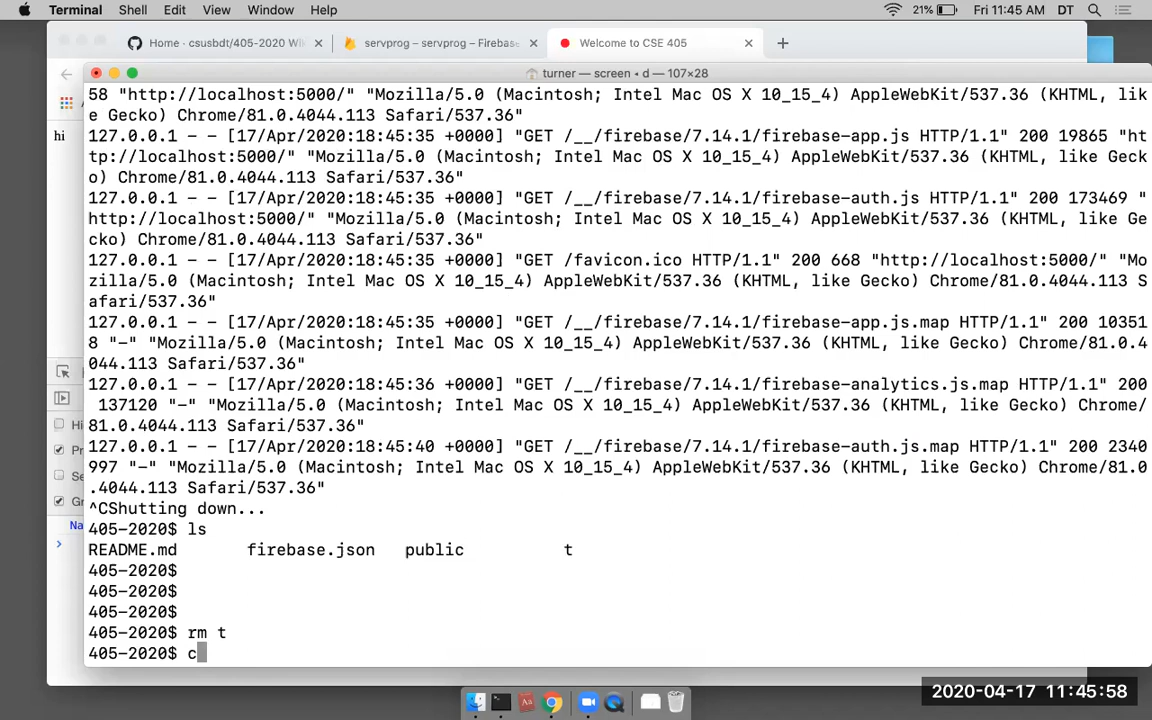 Terminal Shell Edit View Window Help 21% Fri 11:45 AM DT
Home · csusbdt/405-2020 Wi servprog – servprog – Firebase Welcome to CSE 405
turner — screen ◂ d — 107×28
58 "http://localhost:5000/" "Mozilla/5.0 (Macintosh; Intel Mac OS X 10_15_4) AppleWebKit/537.36 (KHTML, lik
e Gecko) Chrome/81.0.4044.113 Safari/537.36"
127.0.0.1 - - [17/Apr/2020:18:45:35 +0000] "GET /__/firebase/7.14.1/firebase-app.js HTTP/1.1" 200 19865 "ht
tp://localhost:5000/" "Mozilla/5.0 (Macintosh; Intel Mac OS X 10_15_4) AppleWebKit/537.36 (KHTML, like Geck
o) Chrome/81.0.4044.113 Safari/537.36"
127.0.0.1 - - [17/Apr/2020:18:45:35 +0000] "GET /__/firebase/7.14.1/firebase-auth.js HTTP/1.1" 200 173469 "
http://localhost:5000/" "Mozilla/5.0 (Macintosh; Intel Mac OS X 10_15_4) AppleWebKit/537.36 (KHTML, like Ge
cko) Chrome/81.0.4044.113 Safari/537.36"
127.0.0.1 - - [17/Apr/2020:18:45:35 +0000] "GET /favicon.ico HTTP/1.1" 200 668 "http://localhost:5000/" "Mo
zilla/5.0 (Macintosh; Intel Mac OS X 10_15_4) AppleWebKit/537.36 (KHTML, like Gecko) Chrome/81.0.4044.113 S
afari/537.36"
127.0.0.1 - - [17/Apr/2020:18:45:35 +0000] "GET /__/firebase/7.14.1/firebase-app.js.map HTTP/1.1" 200 10351
8 "-" "Mozilla/5.0 (Macintosh; Intel Mac OS X 10_15_4) AppleWebKit/537.36 (KHTML, like Gecko) Chrome/81.0.4
044.113 Safari/537.36"
127.0.0.1 - - [17/Apr/2020:18:45:36 +0000] "GET /__/firebase/7.14.1/firebase-analytics.js.map HTTP/1.1" 200
137120 "-" "Mozilla/5.0 (Macintosh; Intel Mac OS X 10_15_4) AppleWebKit/537.36 (KHTML, like Gecko) Chrome/
81.0.4044.113 Safari/537.36"
127.0.0.1 - - [17/Apr/2020:18:45:40 +0000] "GET /__/firebase/7.14.1/firebase-auth.js.map HTTP/1.1" 200 2340
997 "-" "Mozilla/5.0 (Macintosh; Intel Mac OS X 10_15_4) AppleWebKit/537.36 (KHTML, like Gecko) Chrome/81.0
.4044.113 Safari/537.36"
^CShutting down...
405-2020$ ls
README.md firebase.json public t
405-2020$
405-2020$
405-2020$
405-2020$ rm t
405-2020$ c
hi
Hi
P
Se
Gr
Na
2020-04-17 11:45:58